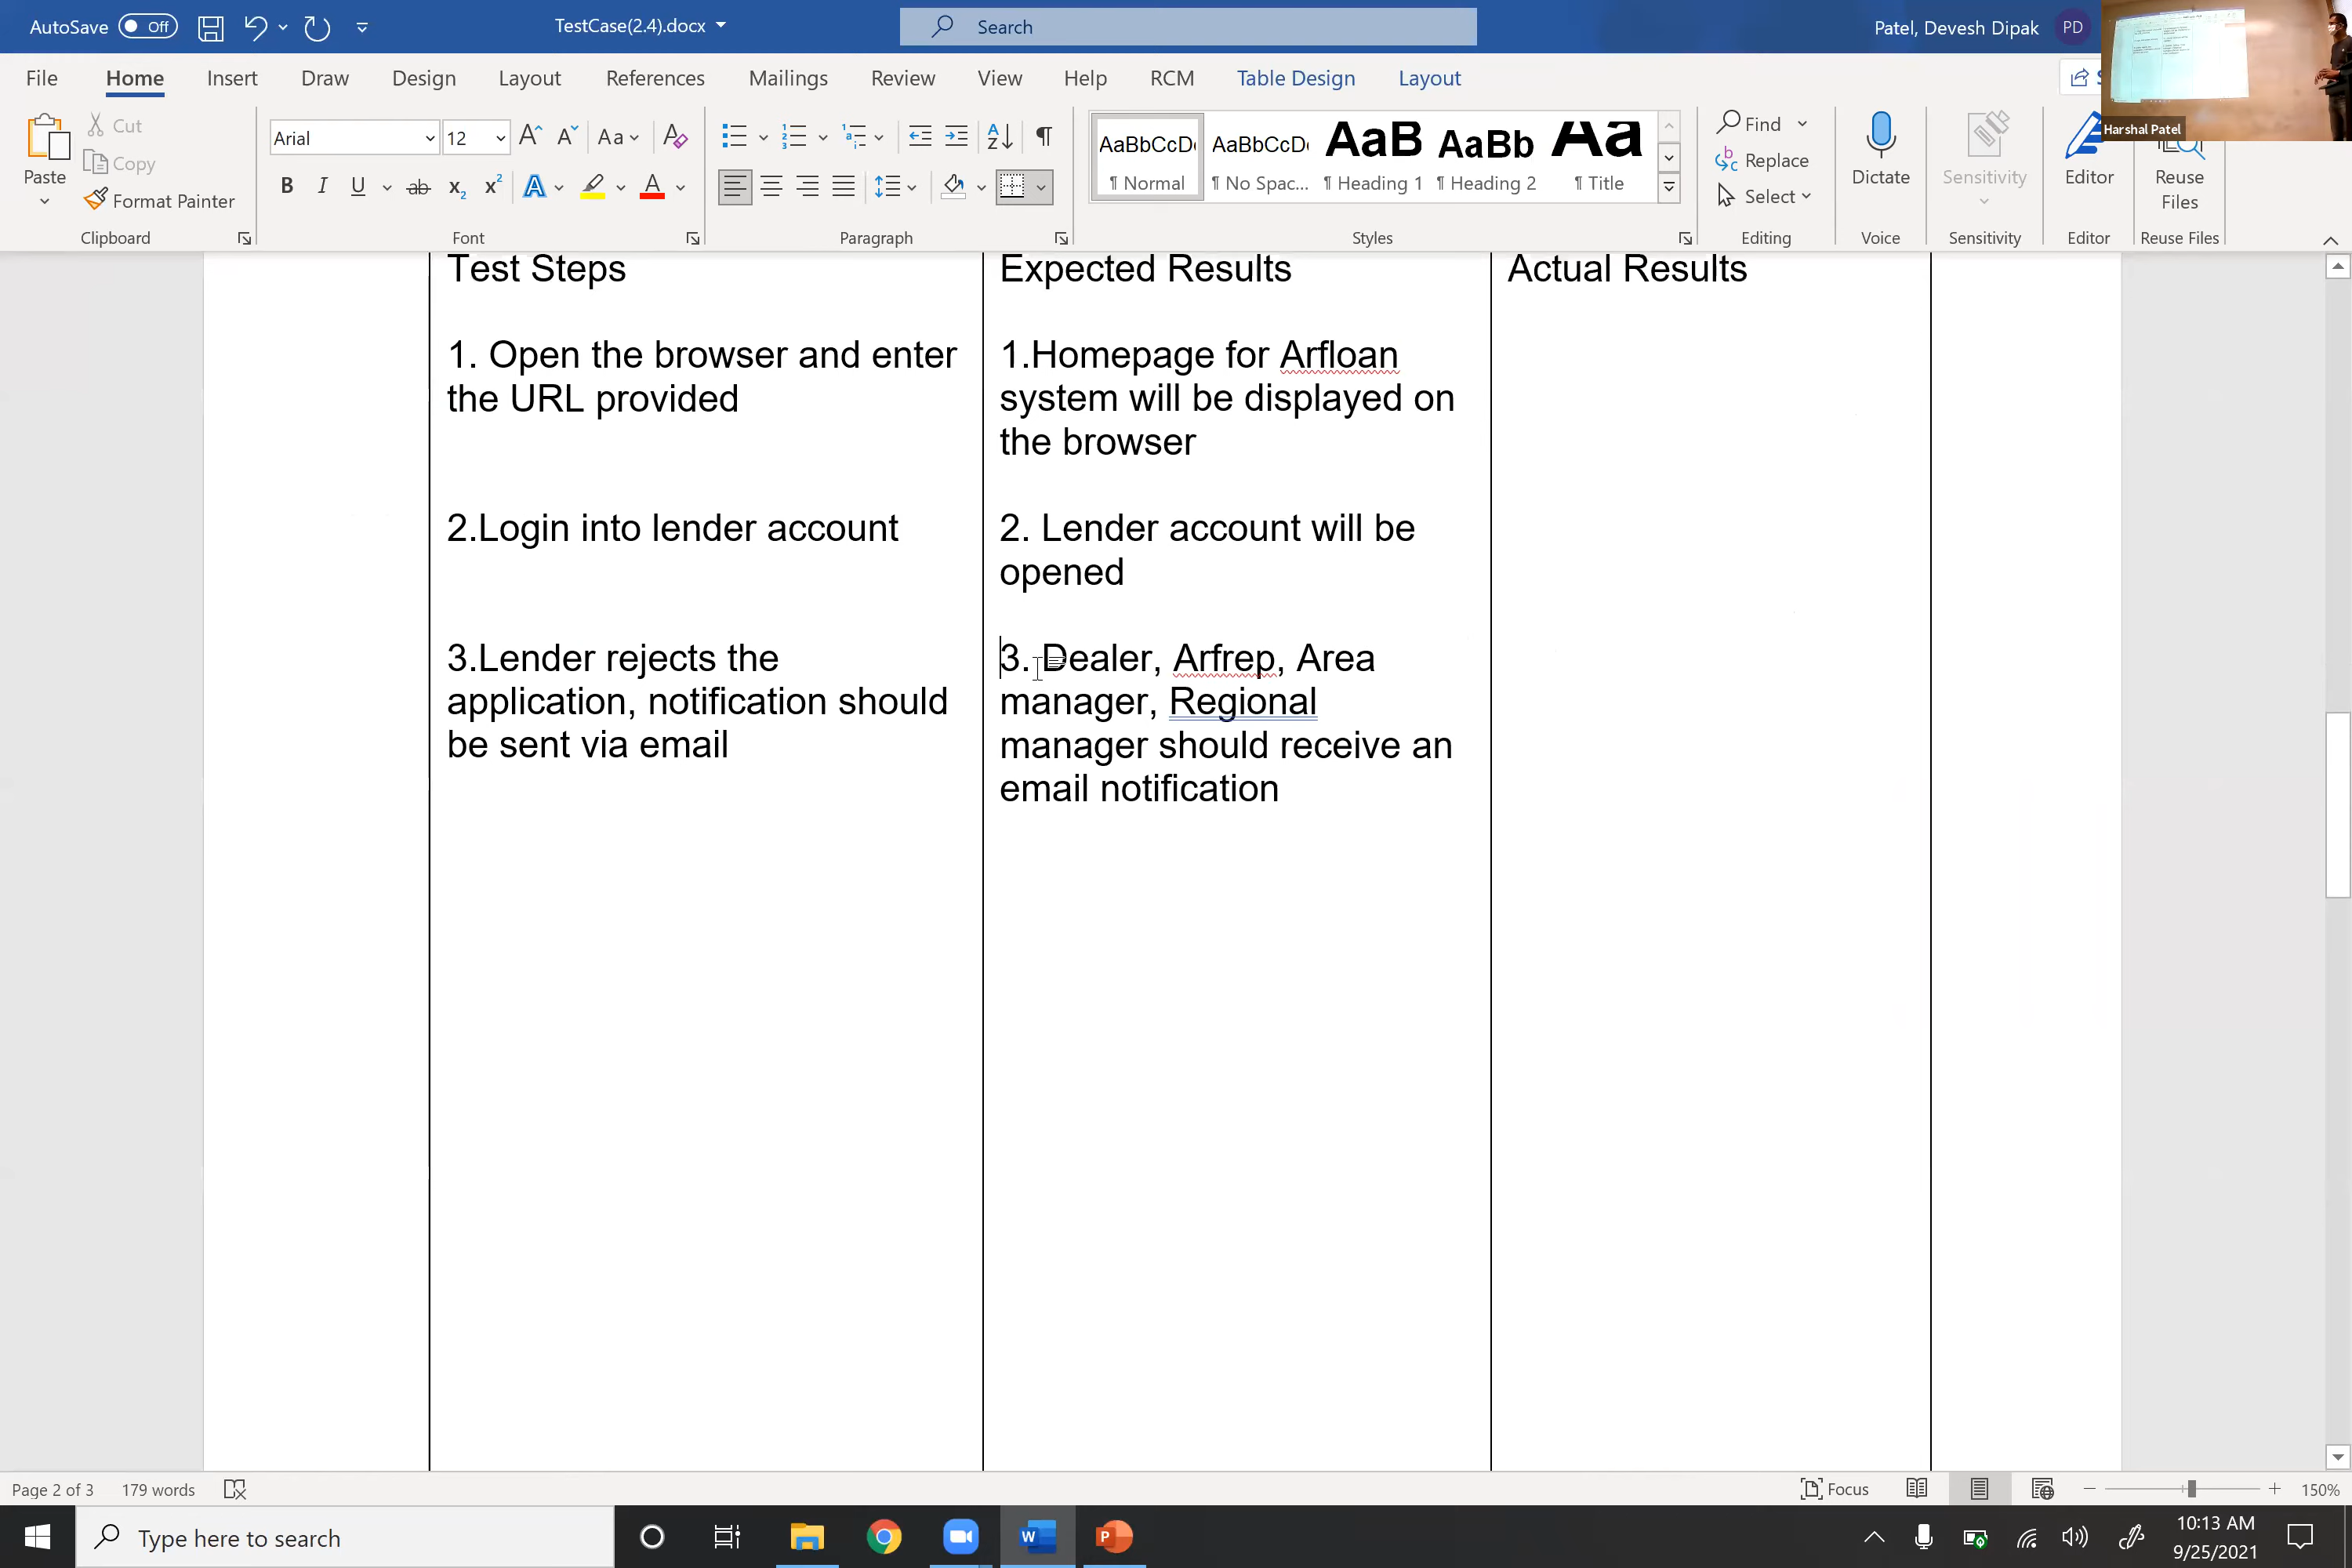 AutoSave Off TestCase(2.4).docx Search Patel, Devesh Dipak PD
File Home Insert Draw Design Layout References Mailings Review View Help RCM Table Design Layout
Paste
Cut
Copy
Format Painter
Clipboard
Arial 12 Aa
Font
Paragraph
AaBbCcD AaBbCcD AaB AaBb Aa
¶ Normal ¶ No Spac... ¶ Heading 1 ¶ Heading 2 ¶ Title
Styles
Find
Replace
Select
Editing
Dictate
Voice
Sensitivity
Sensitivity
Editor
Editor
Reuse
Files
Reuse Files
Harshal Patel
Test Steps
1. Open the browser and enter
the URL provided
2.Login into lender account
3.Lender rejects the
application, notification should
be sent via email
Expected Results
1.Homepage for Arfloan
system will be displayed on
the browser
2. Lender account will be
opened
3. Dealer, Arfrep, Area
manager, Regional
manager should receive an
email notification
Actual Results
Page 2 of 3 179 words Focus 150%
Type here to search
10:13 AM
9/25/2021